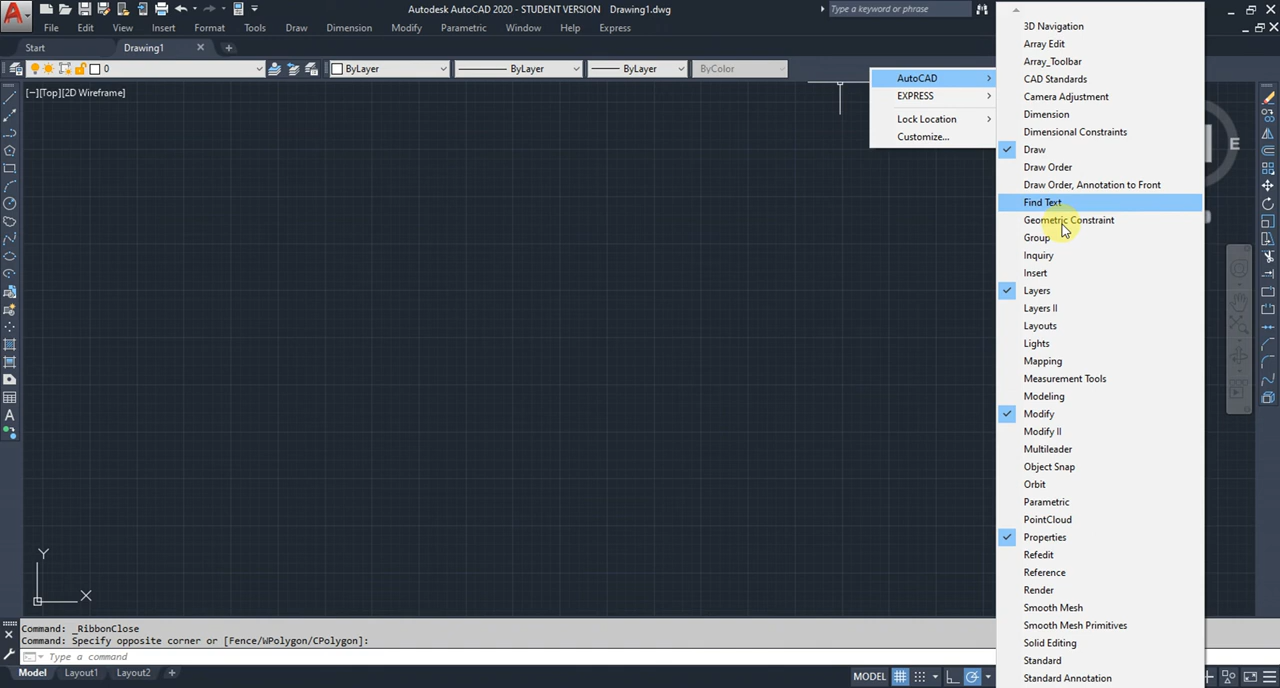 Autodesk AutoCAD 2020 - STUDENT VERSION Drawing1.dwg
Type a keyword or phrase
File Edit View Insert Format Tools Draw Dimension Modify Parametric Window Help Express
Start Drawing1
0 ByLayer ByLayer ByLayer ByColor
[−][Top][2D Wireframe]
AutoCAD
EXPRESS
Lock Location
Customize...
3D Navigation
Array Edit
Array_Toolbar
CAD Standards
Camera Adjustment
Dimension
Dimensional Constraints
Draw
Draw Order
Draw Order, Annotation to Front
Find Text
Geometric Constraint
Group
Inquiry
Insert
Layers
Layers II
Layouts
Lights
Mapping
Measurement Tools
Modeling
Modify
Modify II
Multileader
Object Snap
Orbit
Parametric
PointCloud
Properties
Refedit
Reference
Render
Smooth Mesh
Smooth Mesh Primitives
Solid Editing
Standard
Standard Annotation
E
Y
X
Command: _RibbonClose
Command: Specify opposite corner or [Fence/WPolygon/CPolygon]:
Type a command
Model Layout1 Layout2 MODEL